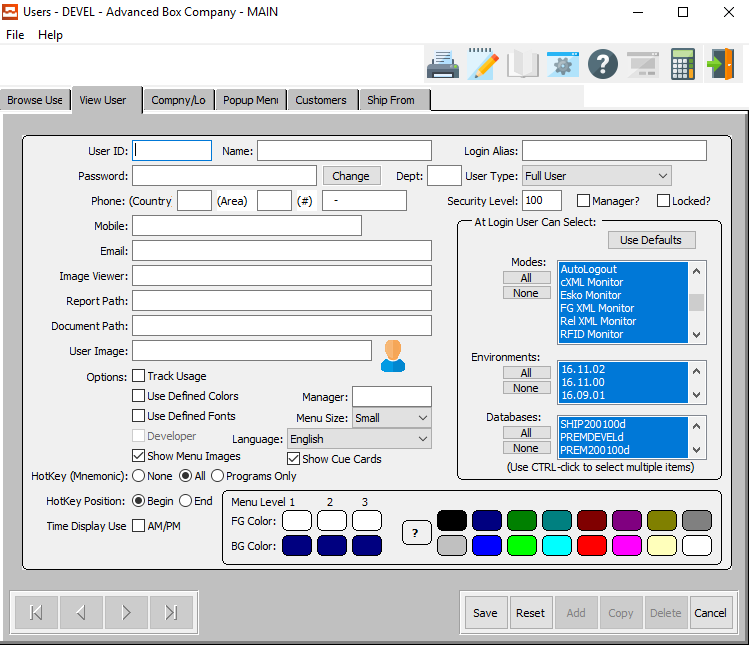 Users - DEVEL - Advanced Box Company - MAIN
File Help
Browse Use View User Compny/Lo Popup Menu Customers Ship From
User ID: Name: Login Alias:
Password: Change Dept: User Type: Full User
Phone: (Country (Area) (#) - Security Level: 100 Manager? Locked?
Mobile:
At Login User Can Select:
Use Defaults
Email:
Image Viewer:
Report Path:
Document Path:
User Image:
Modes:
All
None
AutoLogout
cXML Monitor
Esko Monitor
FG XML Monitor
Rel XML Monitor
RFID Monitor
Environments:
All
None
16.11.02
16.11.00
16.09.01
Databases:
All
None
SHIP200100d
PREMDEVELd
PREM200100d
(Use CTRL-click to select multiple items)
Options: Track Usage
Use Defined Colors Manager:
Use Defined Fonts Menu Size: Small
Developer Language: English
Show Menu Images Show Cue Cards
HotKey (Mnemonic): None All Programs Only
HotKey Position: Begin End
Time Display Use AM/PM
Menu Level 1 2 3
FG Color:
?
BG Color:
Save Reset Add Copy Delete Cancel